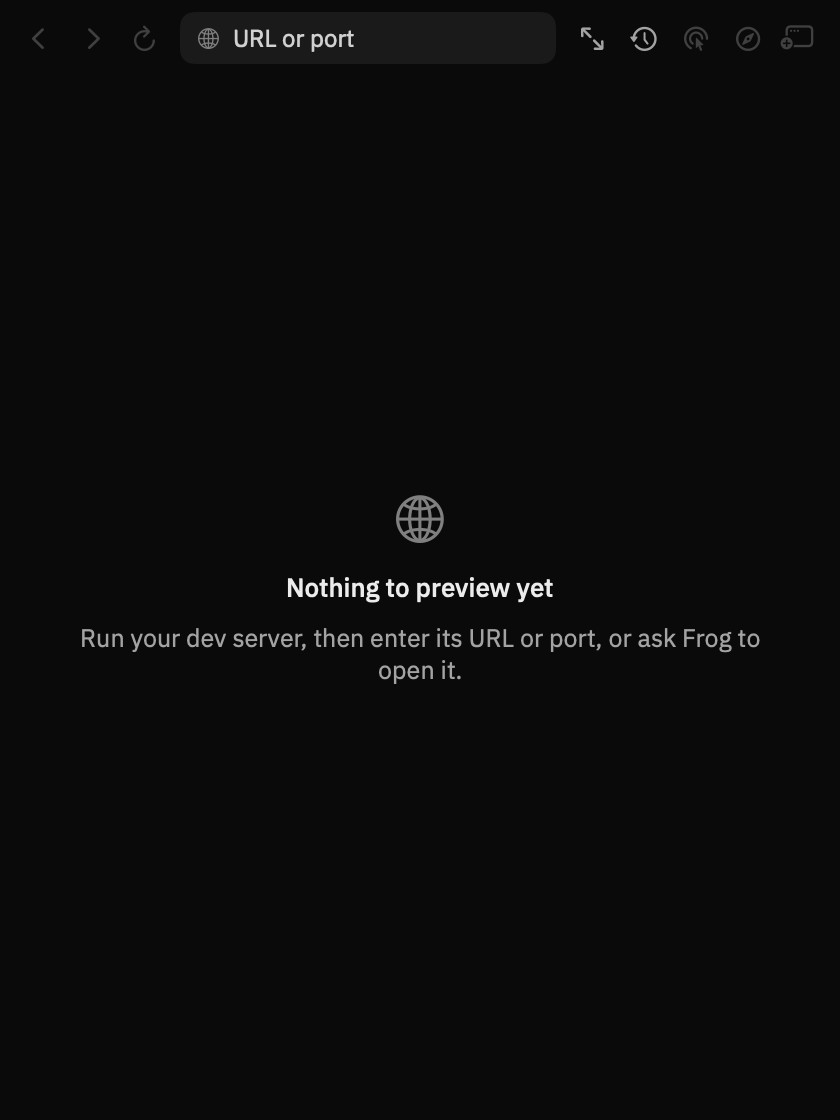 URL or port
Nothing to preview yet
Run your dev server, then enter its URL or port, or ask Frog to
open it.